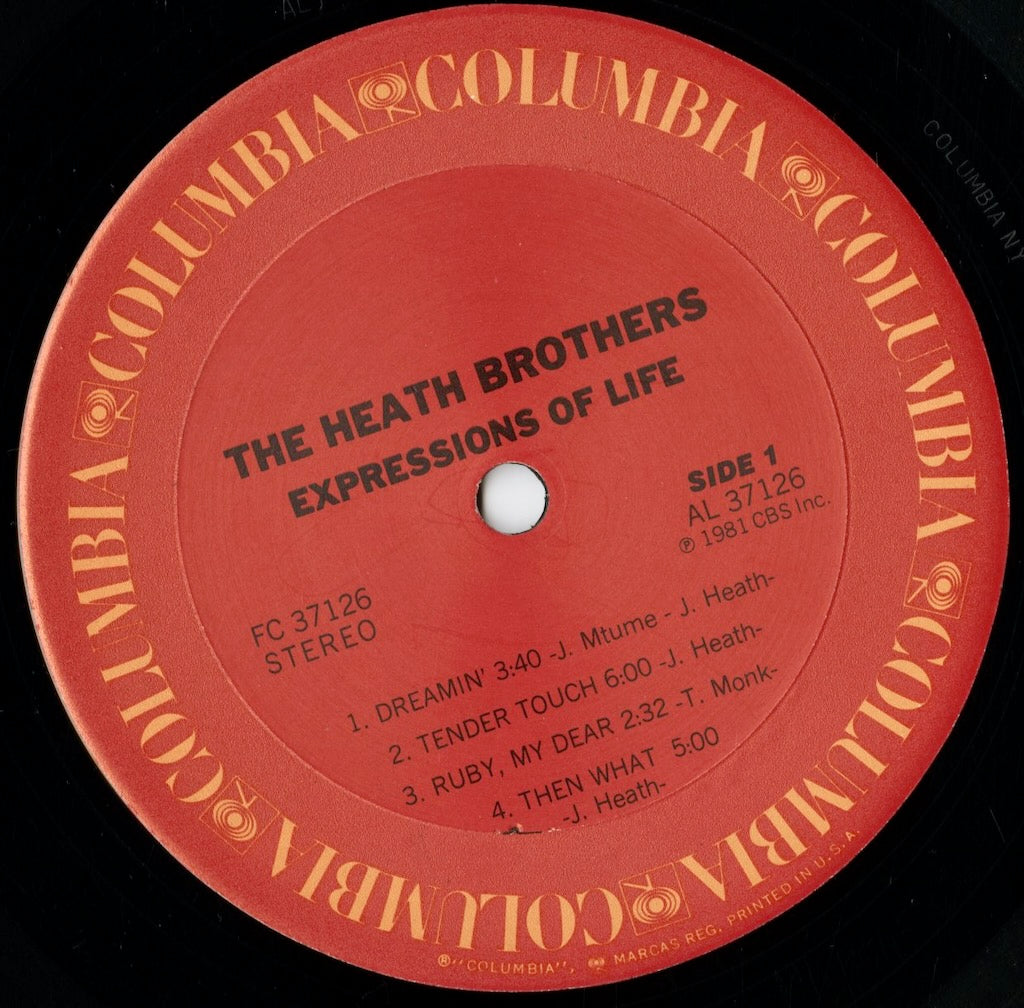 COLUMBIA COLUMBIA COLUMBIA COLUMBIA COLUMBIA COLUMBIA
THE HEATH BROTHERS
EXPRESSIONS OF LIFE
SIDE 1
AL 37126
℗ 1981 CBS Inc.
FC 37126
STEREO
1. DREAMIN' 3:40 -J. Mtume - J. Heath-
2. TENDER TOUCH 6:00 -J. Heath-
3. RUBY, MY DEAR 2:32 -T. Monk-
4. THEN WHAT 5:00
-J. Heath-
®"COLUMBIA", MARCAS REG. PRINTED IN U.S.A.
COLUMBIA NY